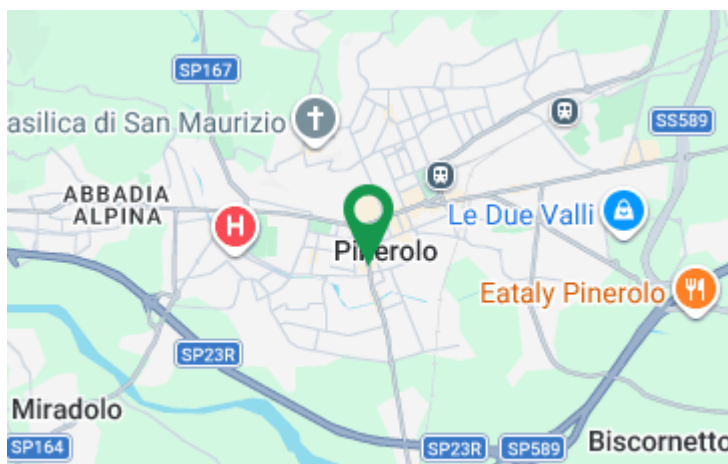 SP167
SS589
asilica di San Maurizio
ABBADIA
ALPINA
H
Le Due Valli
Pinerolo
Eataly Pinerolo
SP23R
Miradolo
SP164
SP23R
SP589
Biscornetto